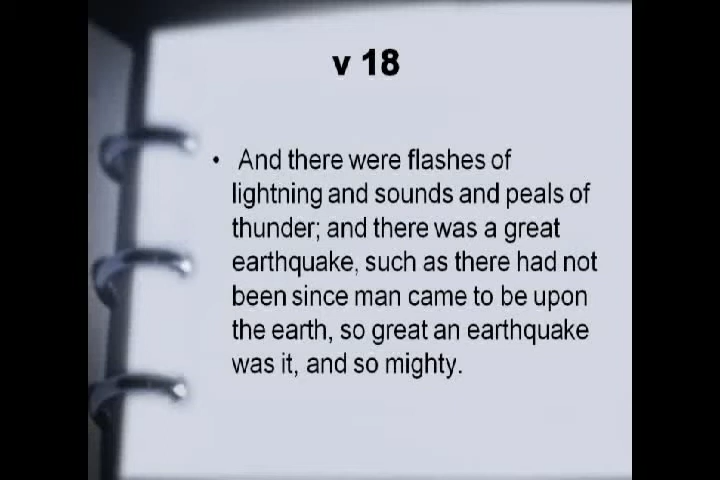 v 18
• And there were flashes of
lightning and sounds and peals of
thunder; and there was a great
earthquake, such as there had not
been since man came to be upon
the earth, so great an earthquake
was it, and so mighty.